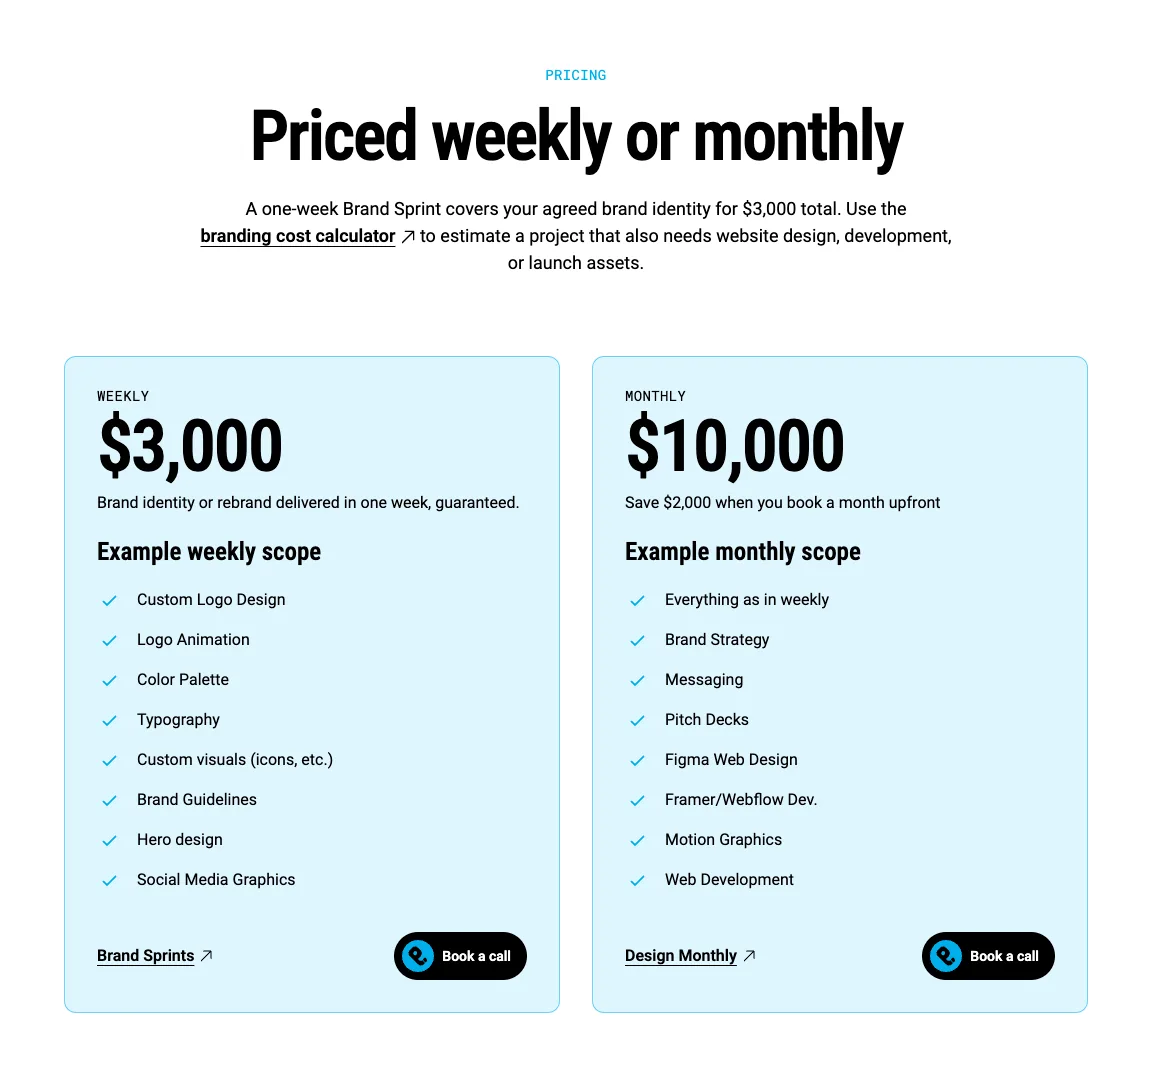 PRICING
Priced weekly or monthly
A one-week Brand Sprint covers your agreed brand identity for $3,000 total. Use the
branding cost calculator ↗ to estimate a project that also needs website design, development,
or launch assets.
WEEKLY
$3,000
Brand identity or rebrand delivered in one week, guaranteed.
Example weekly scope
Custom Logo Design
Logo Animation
Color Palette
Typography
Custom visuals (icons, etc.)
Brand Guidelines
Hero design
Social Media Graphics
Brand Sprints ↗
Book a call
MONTHLY
$10,000
Save $2,000 when you book a month upfront
Example monthly scope
Everything as in weekly
Brand Strategy
Messaging
Pitch Decks
Figma Web Design
Framer/Webflow Dev.
Motion Graphics
Web Development
Design Monthly ↗
Book a call